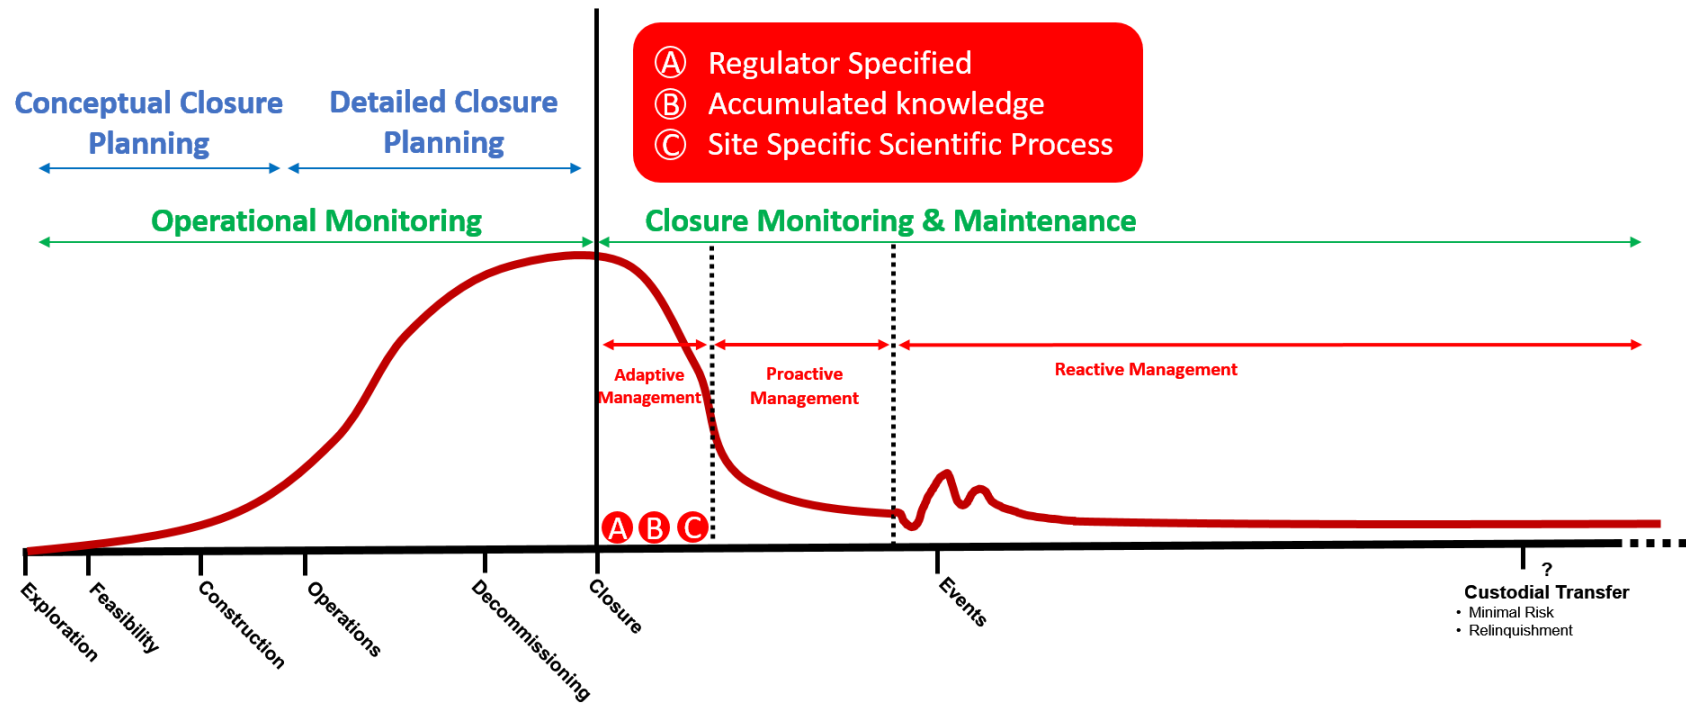 Conceptual Closure
Planning
Detailed Closure
Planning
Ⓐ Regulator Specified
Ⓑ Accumulated knowledge
Ⓒ Site Specific Scientific Process
Operational Monitoring
Closure Monitoring & Maintenance
Adaptive
Management
Proactive
Management
Reactive Management
A B C
Exploration
Feasibility
Construction
Operations
Decommissioning
Closure
Events
?
Custodial Transfer
• Minimal Risk
• Relinquishment